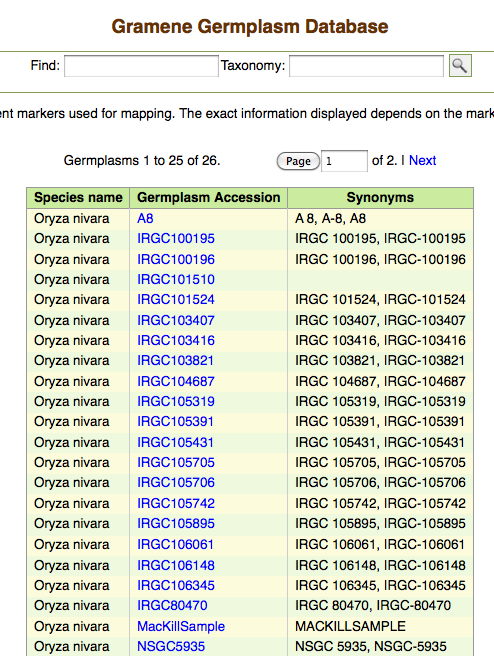 Gramene Germplasm Database
Find: Taxonomy:
ent markers used for mapping. The exact information displayed depends on the mark
Germplasms 1 to 25 of 26. Page 1 of 2. | Next
Species name Germplasm Accession Synonyms
Oryza nivara A8 A 8, A-8, A8
Oryza nivara IRGC100195 IRGC 100195, IRGC-100195
Oryza nivara IRGC100196 IRGC 100196, IRGC-100196
Oryza nivara IRGC101510
Oryza nivara IRGC101524 IRGC 101524, IRGC-101524
Oryza nivara IRGC103407 IRGC 103407, IRGC-103407
Oryza nivara IRGC103416 IRGC 103416, IRGC-103416
Oryza nivara IRGC103821 IRGC 103821, IRGC-103821
Oryza nivara IRGC104687 IRGC 104687, IRGC-104687
Oryza nivara IRGC105319 IRGC 105319, IRGC-105319
Oryza nivara IRGC105391 IRGC 105391, IRGC-105391
Oryza nivara IRGC105431 IRGC 105431, IRGC-105431
Oryza nivara IRGC105705 IRGC 105705, IRGC-105705
Oryza nivara IRGC105706 IRGC 105706, IRGC-105706
Oryza nivara IRGC105742 IRGC 105742, IRGC-105742
Oryza nivara IRGC105895 IRGC 105895, IRGC-105895
Oryza nivara IRGC106061 IRGC 106061, IRGC-106061
Oryza nivara IRGC106148 IRGC 106148, IRGC-106148
Oryza nivara IRGC106345 IRGC 106345, IRGC-106345
Oryza nivara IRGC80470 IRGC 80470, IRGC-80470
Oryza nivara MacKillSample MACKILLSAMPLE
Oryza nivara NSGC5935 NSGC 5935, NSGC-5935